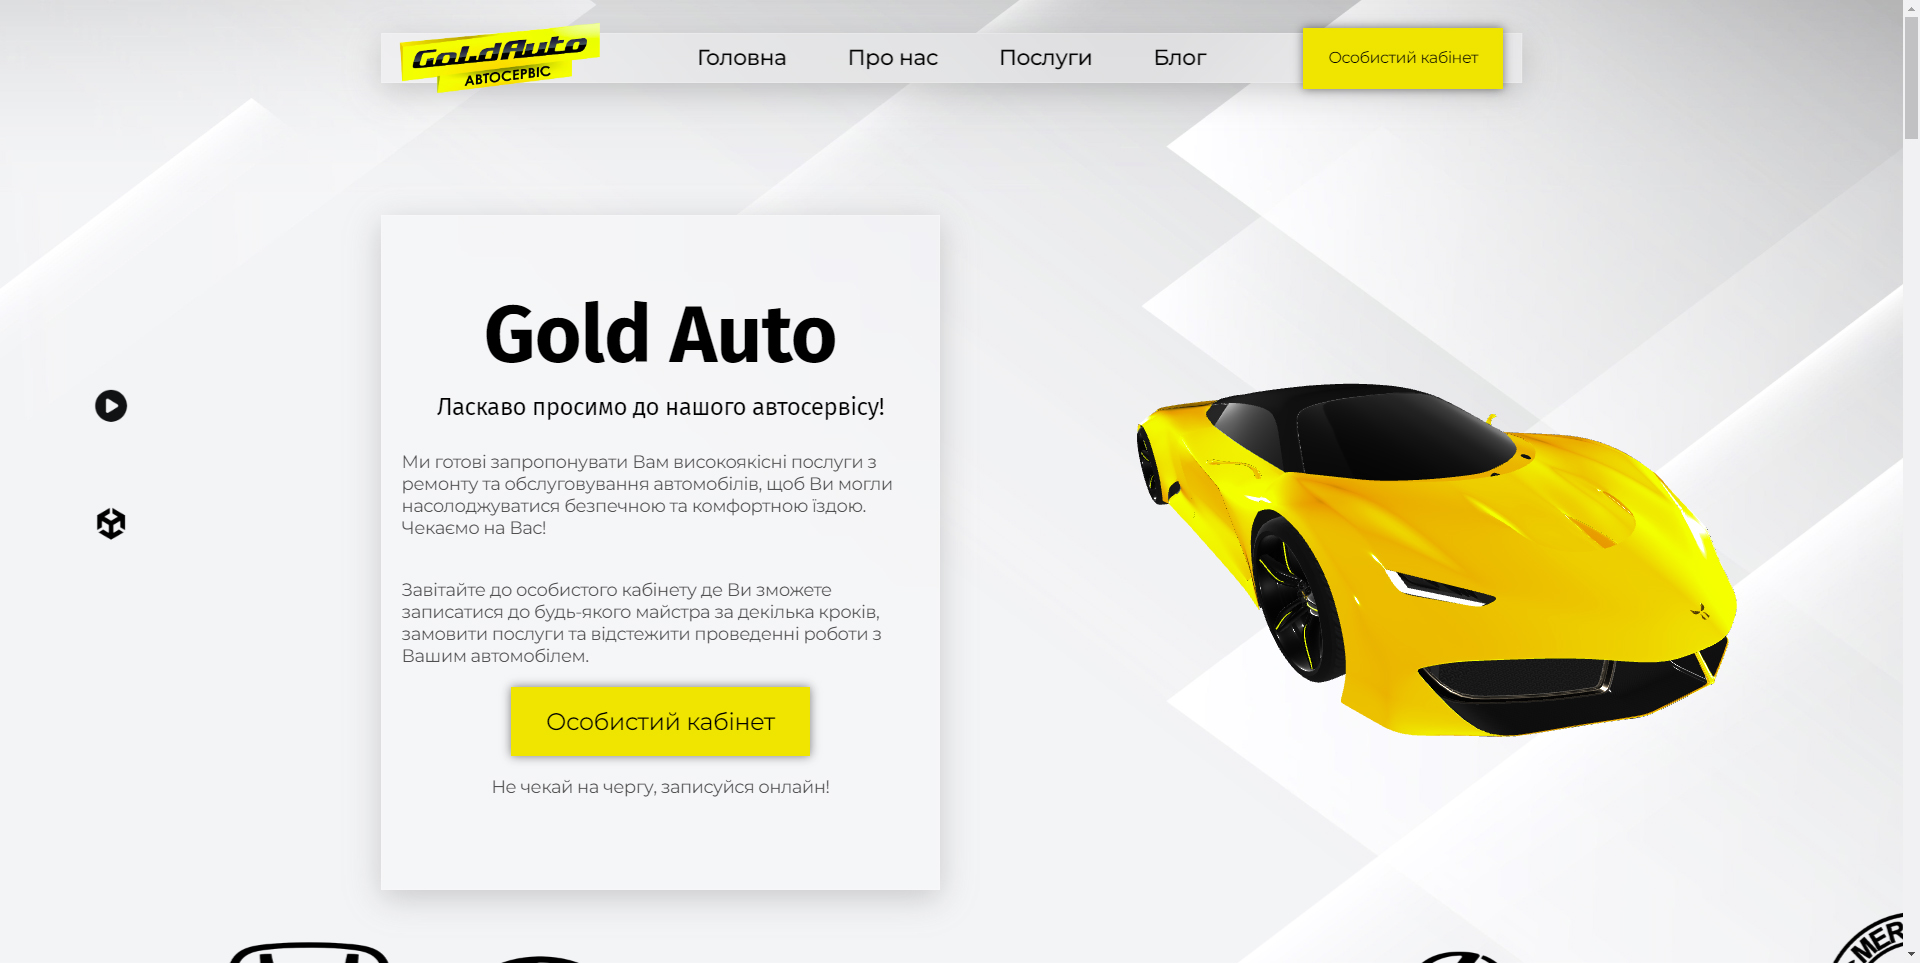 GoldAuto
АВТОСЕРВІС
Головна
Про нас
Послуги
Блог
Особистий кабінет
Gold Auto
Ласкаво просимо до нашого автосервісу!
Ми готові запропонувати Вам високоякісні послуги з
ремонту та обслуговування автомобілів, щоб Ви могли
насолоджуватися безпечною та комфортною їздою.
Чекаємо на Вас!
Завітайте до особистого кабінету де Ви зможете
записатися до будь-якого майстра за декілька кроків,
замовити послуги та відстежити проведенні роботи з
Вашим автомобілем.
Особистий кабінет
Не чекай на чергу, записуйся онлайн!
MER